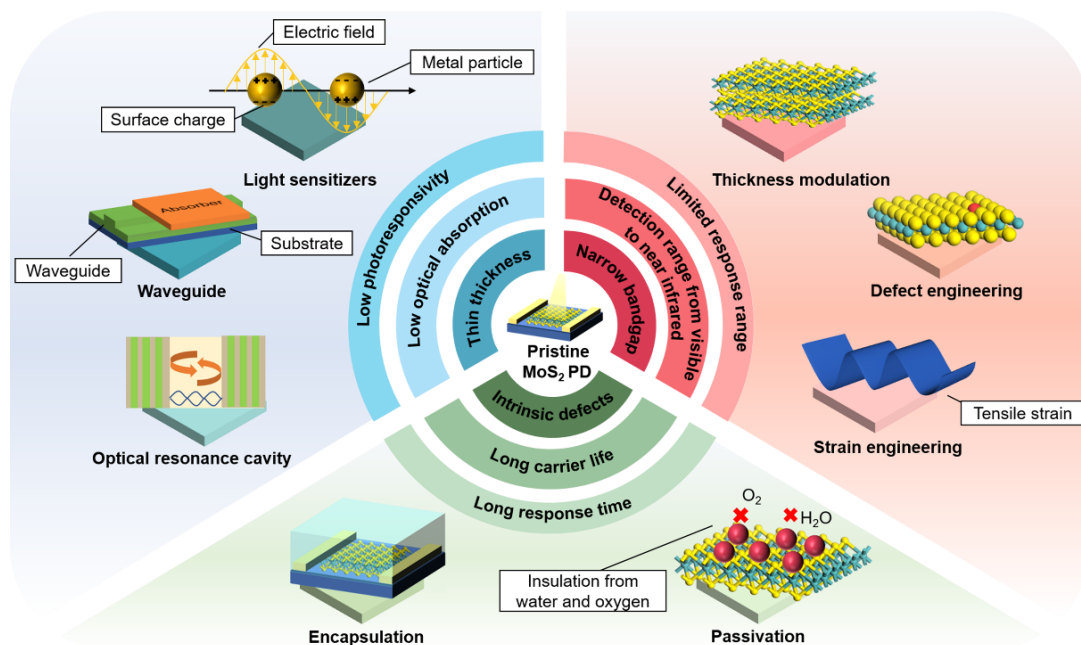 Electric field
Metal particle
Surface charge
Light sensitizers
Absorber
Waveguide
Substrate
Waveguide
Optical resonance cavity
Low photoresponsivity
Low optical absorption
Thin thickness
Limited response range
Detection range from visible
to near infrared
Narrow bandgap
Pristine
MoS₂ PD
Intrinsic defects
Long carrier life
Long response time
Thickness modulation
Defect engineering
Tensile strain
Strain engineering
Encapsulation
O₂
H₂O
Insulation from
water and oxygen
Passivation